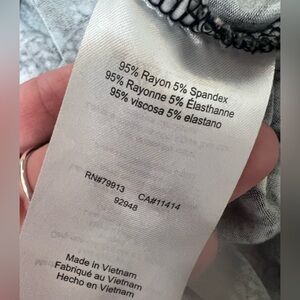 95% Rayon 5% Spandex
95% Rayonne 5% Élasthanne
95% viscosa 5% elastano
RN#79913 CA#11414
92948
Made in Vietnam
Fabriqué au Vietnam
Hecho en Vietnam